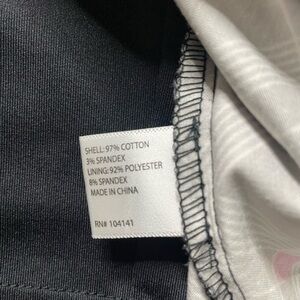 SHELL: 97% COTTON
3% SPANDEX
LINING: 92% POLYESTER
8% SPANDEX
MADE IN CHINA
RN# 104141